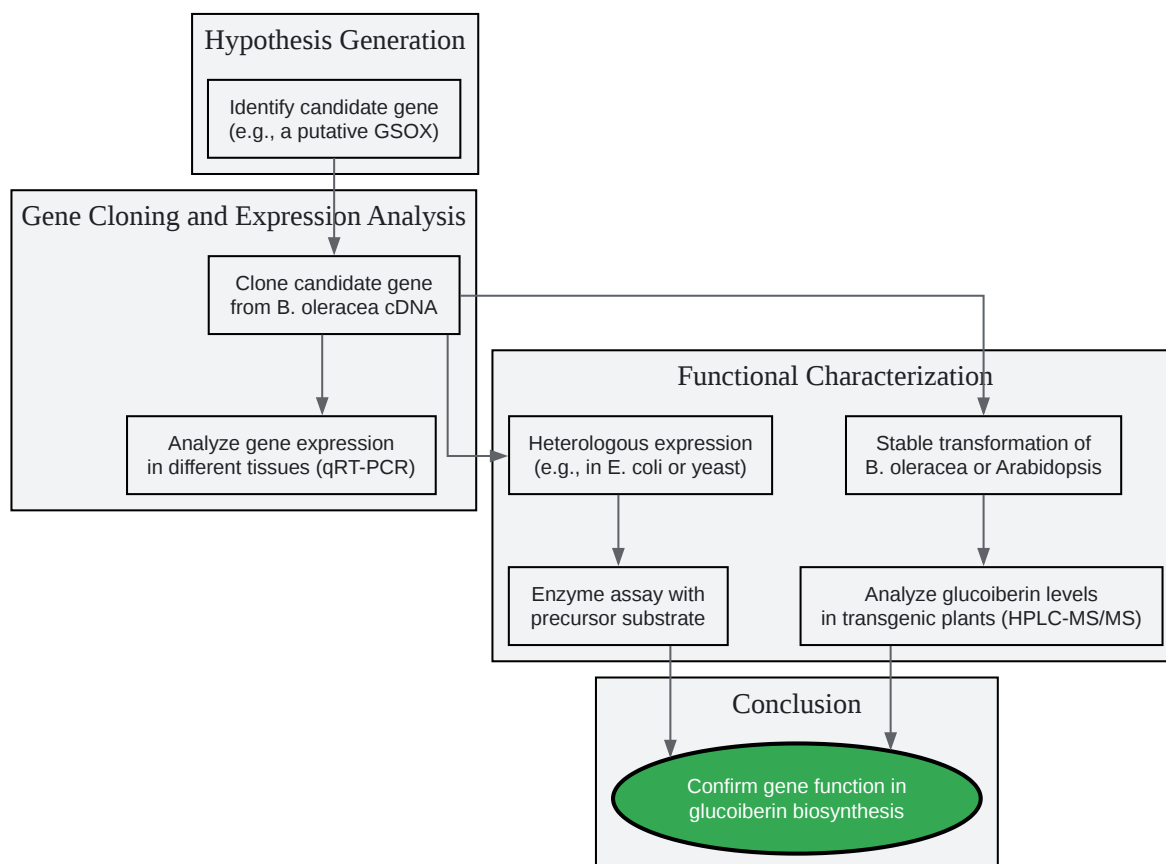 Hypothesis Generation
Identify candidate gene
(e.g., a putative GSOX)
Gene Cloning and Expression Analysis
Clone candidate gene
from B. oleracea cDNA
Analyze gene expression
in different tissues (qRT-PCR)
Functional Characterization
Heterologous expression
(e.g., in E. coli or yeast)
Stable transformation of
B. oleracea or Arabidopsis
Enzyme assay with
precursor substrate
Analyze glucoiberin levels
in transgenic plants (HPLC-MS/MS)
Conclusion
Confirm gene function in
glucoiberin biosynthesis